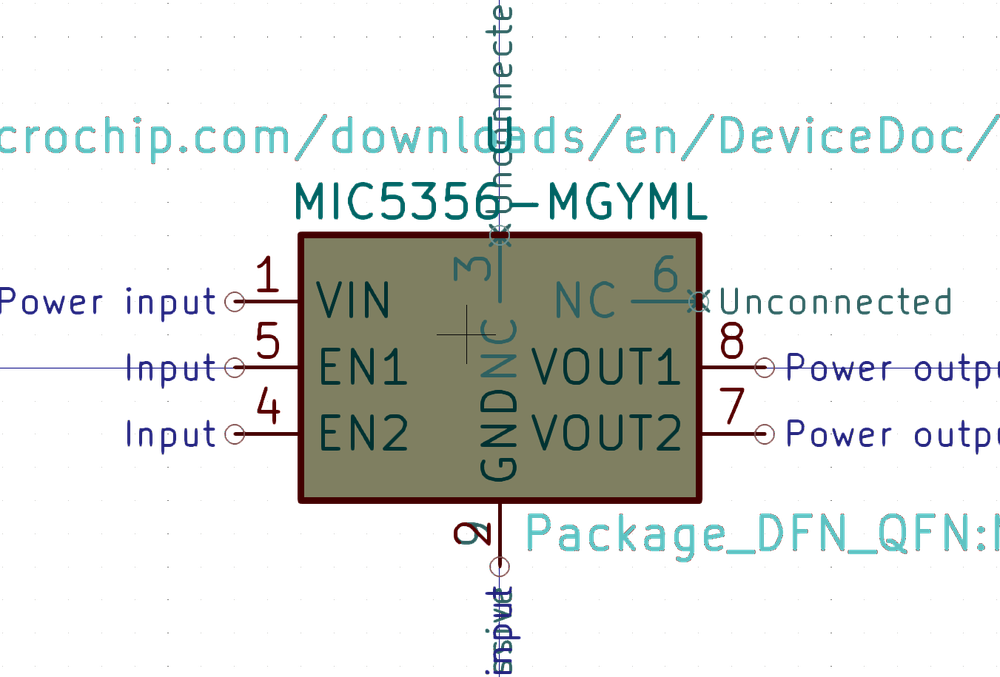 Unconnecte
crochip.com/downloads/en/DeviceDoc/
U
MIC5356-MGYML
3
1
6
Power input
VIN
NC
Unconnected
5
NC
8
Input
EN1
VOUT1
Power outpu
4
7
Input
EN2
GND
VOUT2
Power outpu
2
9
Package_DFN_QFN:
input